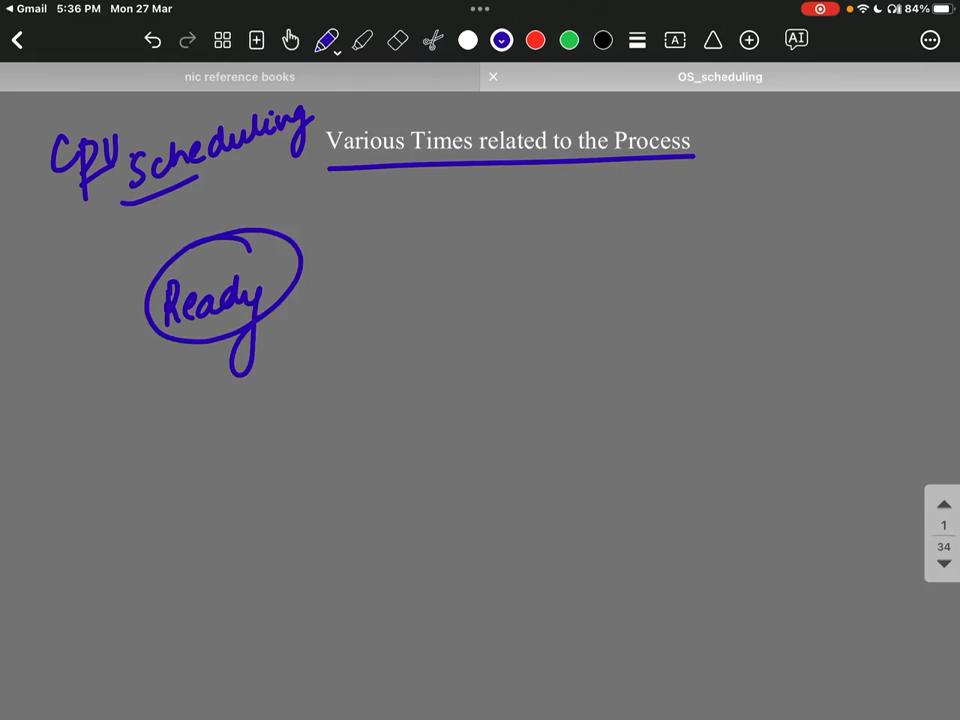 Gmail 5:36 PM Mon 27 Mar 84%
A AI
nic reference books OS_scheduling
CPU Scheduling
Various Times related to the Process
Ready
1
34